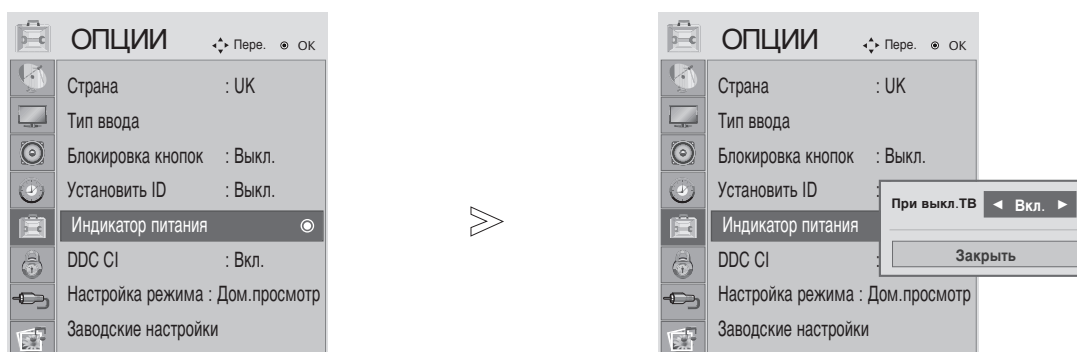 ОПЦИИ Пере. ОК
Страна : UK
Тип ввода
Блокировка кнопок : Выкл.
Установить ID : Выкл.
Индикатор питания
DDC CI : Вкл.
Настройка режима : Дом.просмотр
Заводские настройки
ОПЦИИ Пере. ОК
Страна : UK
Тип ввода
Блокировка кнопок : Выкл.
Установить ID :
Индикатор питания
DDC CI :
Настройка режима : Дом.просмотр
Заводские настройки
При выкл.ТВ ◄ Вкл. ►
Закрыть